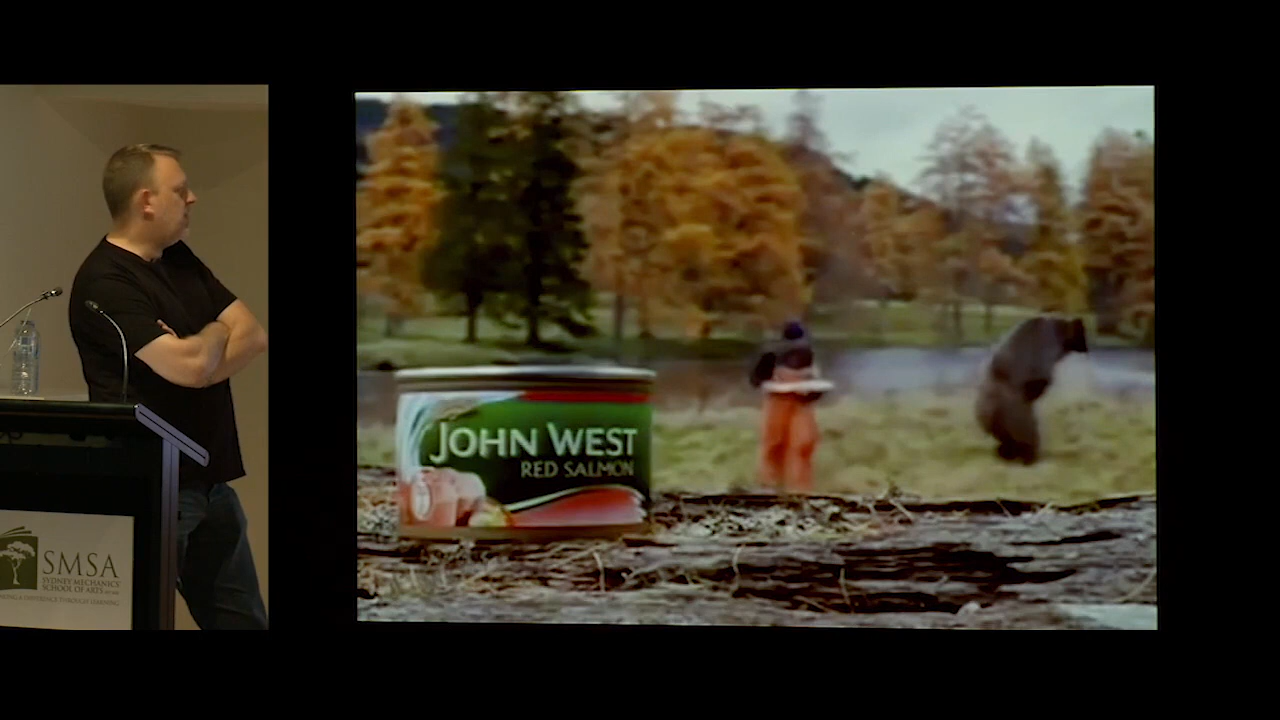 JOHN WEST
RED SALMON
SMSA
SYDNEY MECHANICS'
SCHOOL OF ARTS